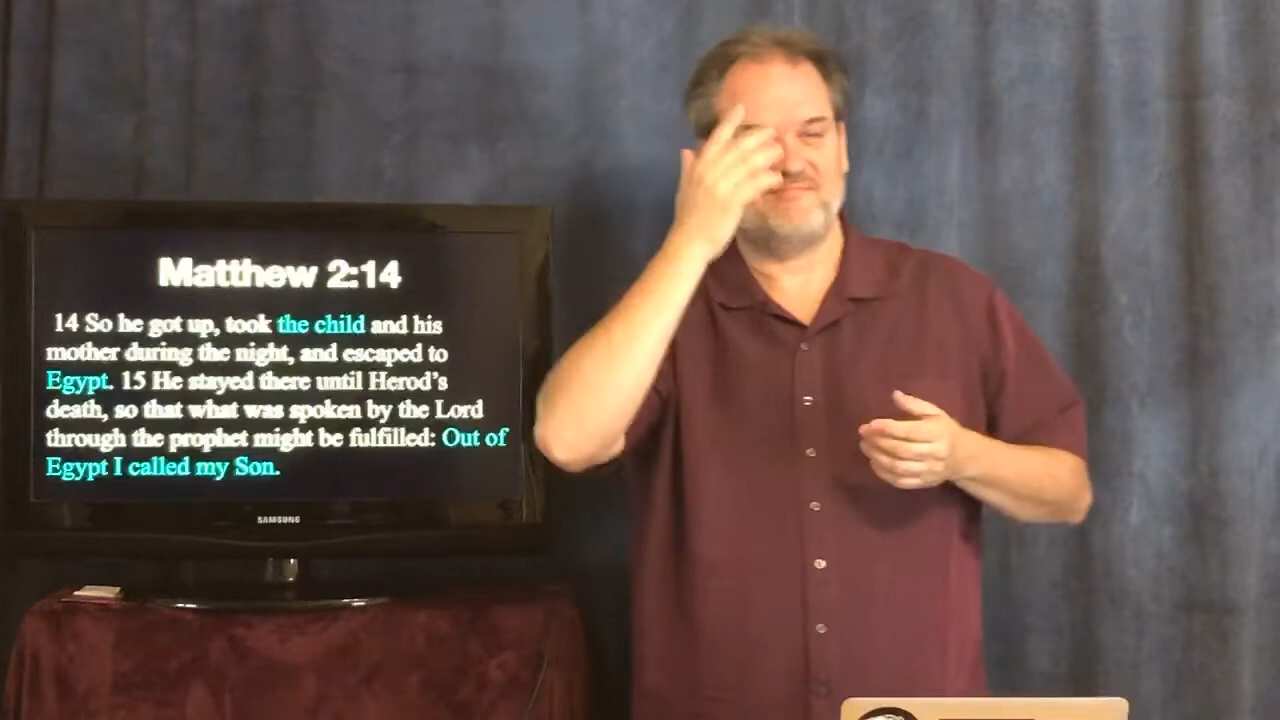 Matthew 2:14
14 So he got up, took the child and his
mother during the night, and escaped to
Egypt. 15 He stayed there until Herod's
death, so that what was spoken by the Lord
through the prophet might be fulfilled: Out of
Egypt I called my Son.
SAMSUNG